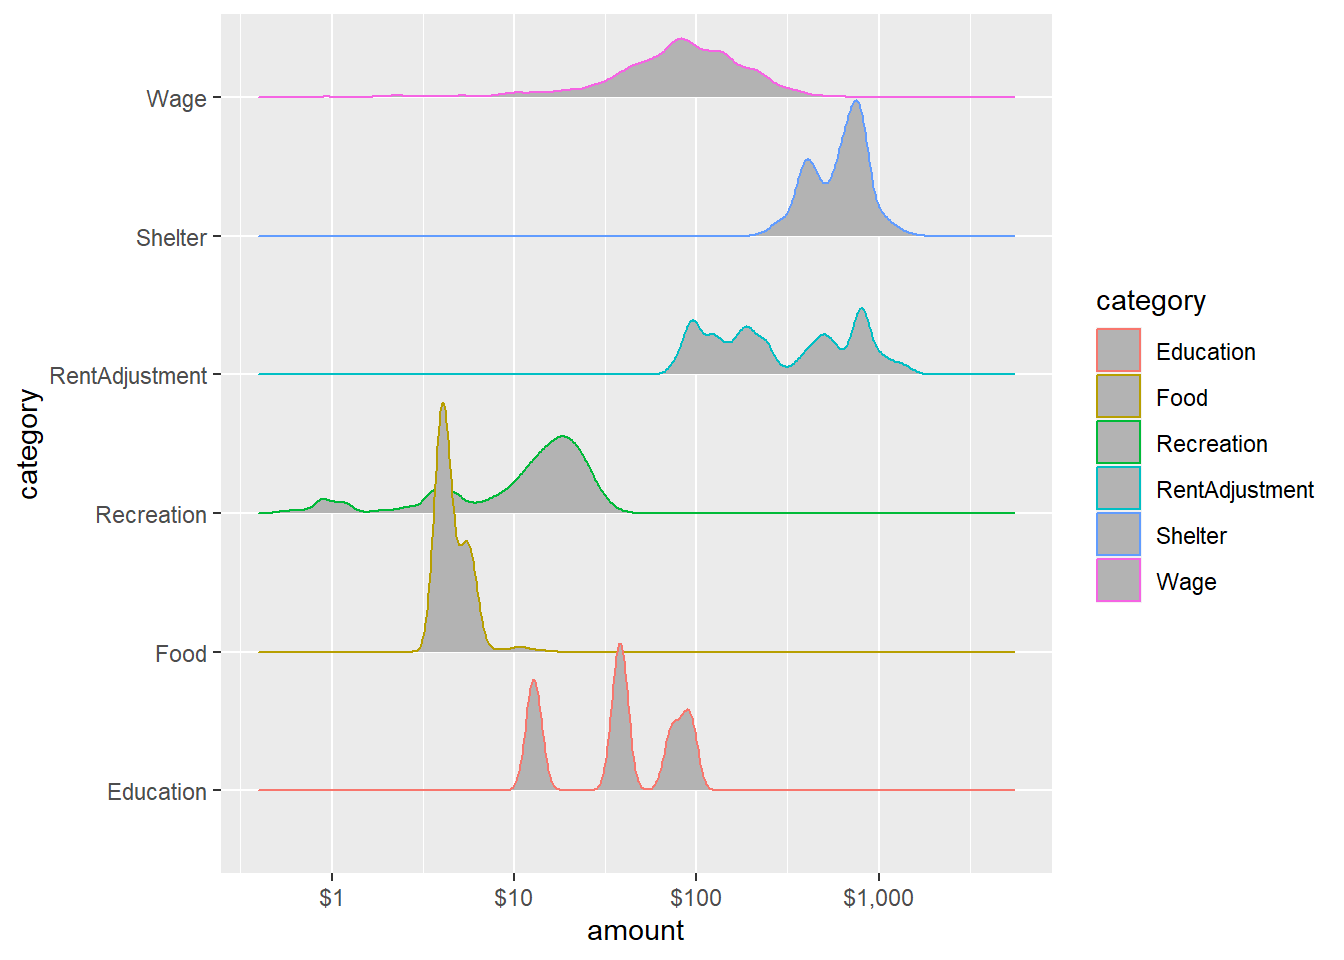 Wage
Shelter
RentAdjustment
Recreation
Food
Education
category
$1
$10
$100
$1,000
amount
category
Education
Food
Recreation
RentAdjustment
Shelter
Wage